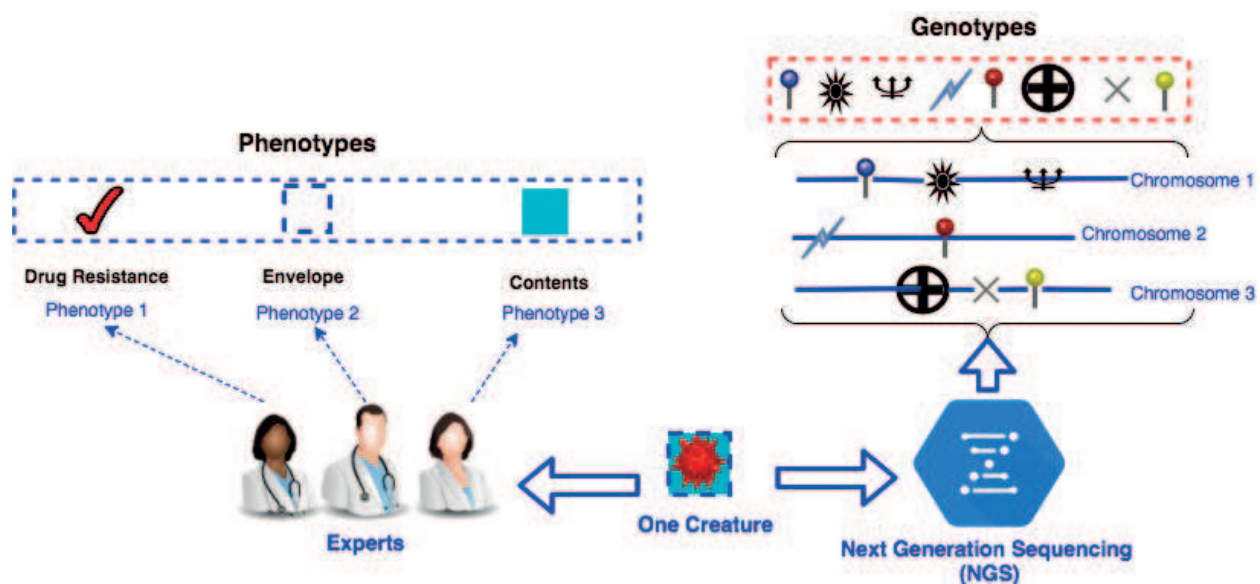 Genotypes
Chromosome 1
Chromosome 2
Chromosome 3
Phenotypes
Drug Resistance
Phenotype 1
Envelope
Phenotype 2
Contents
Phenotype 3
Experts
One Creature
Next Generation Sequencing
(NGS)